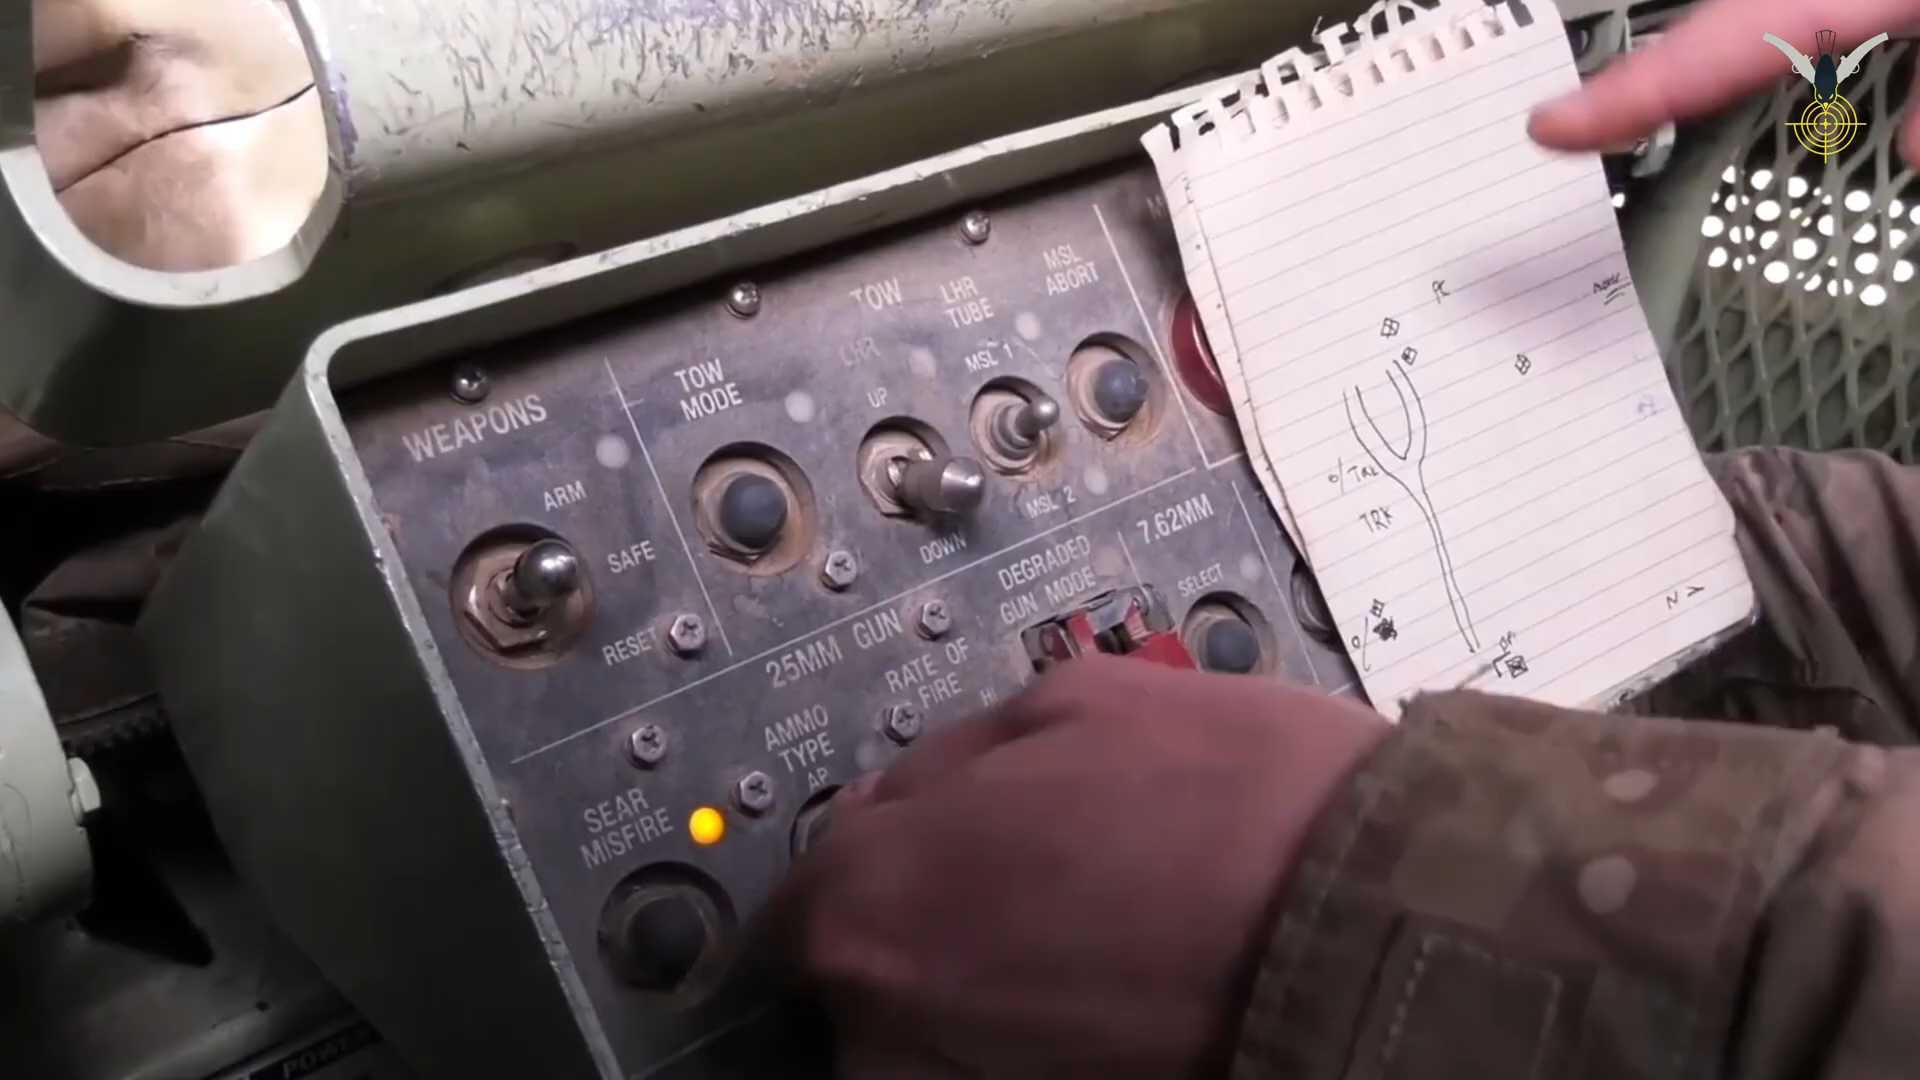 WEAPONS
ARM
SAFE
RESET
TOW
MODE
TOW
LHR
UP
DOWN
LHR
TUBE
MSL 1
MSL 2
MSL
ABORT
25MM GUN
RATE OF
FIRE
HI
DEGRADED
GUN MODE
7.62MM
SELECT
AMMO
TYPE
AP
SEAR
MISFIRE
TRK
N